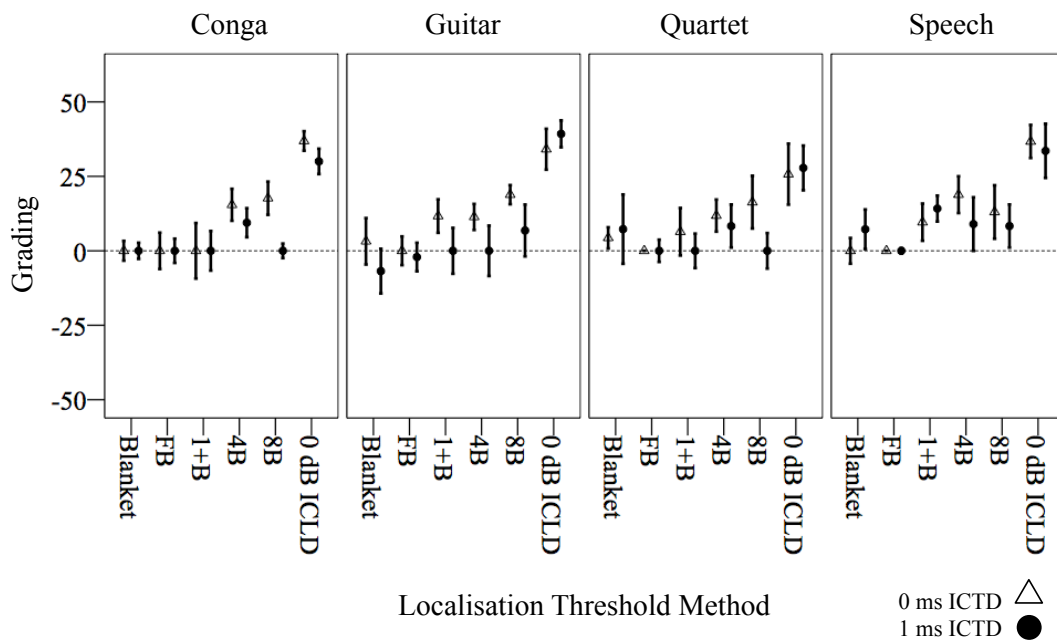 Conga Guitar Quartet Speech
Grading
50
25
0
-25
-50
Blanket FB 1+B 4B 8B 0 dB ICLD Blanket FB 1+B 4B 8B 0 dB ICLD Blanket FB 1+B 4B 8B 0 dB ICLD Blanket FB 1+B 4B 8B 0 dB ICLD
Localisation Threshold Method
0 ms ICTD
1 ms ICTD